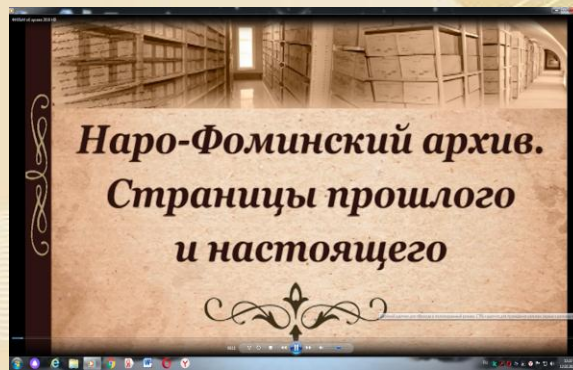 Наро-Фоминский архив.
Страницы прошлого
и настоящего